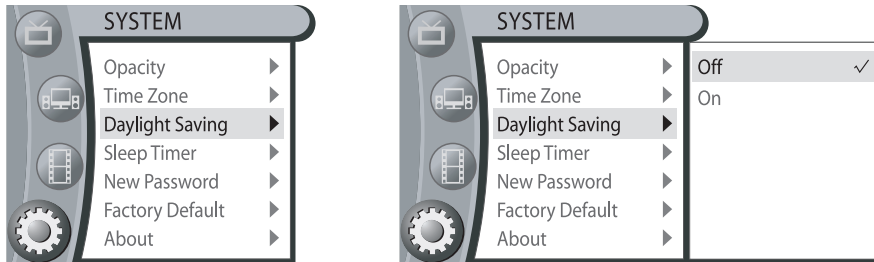 SYSTEM
Opacity
Time Zone
Daylight Saving
Sleep Timer
New Password
Factory Default
About
SYSTEM
Opacity
Time Zone
Daylight Saving
Sleep Timer
New Password
Factory Default
About
Off
On